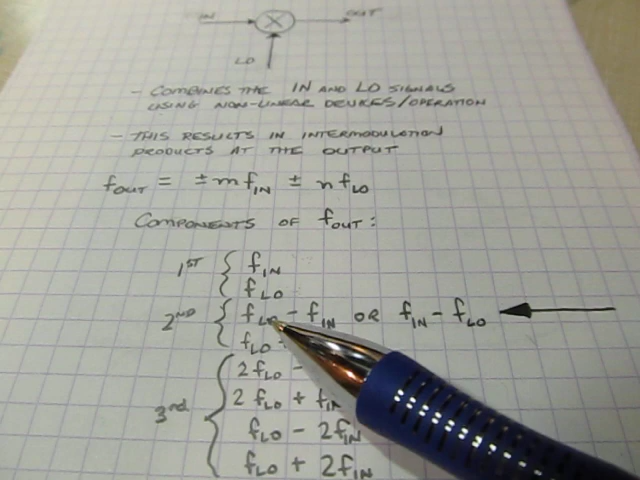 IN OUT
LO
- COMBINES THE IN AND LO SIGNALS
USING NON-LINEAR DEVICES/OPERATION
- THIS RESULTS IN INTERMODULATION
PRODUCTS AT THE OUTPUT
fOUT = ±m fIN ± n fLO
COMPONENTS OF fOUT:
1ST { fIN
fLO
2ND { fLO - fIN OR fIN - fLO
fLO
3rd { 2 fLO -
2 fLO + fIN
fLO - 2fIN
fLO + 2fIN